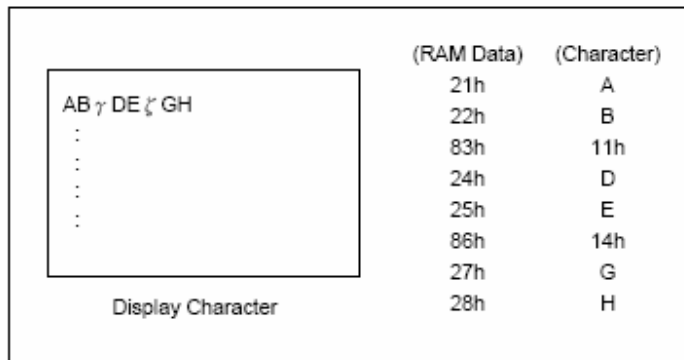 (RAM Data) (Character)
21h A
AB γ DE ζ GH
22h B
:
83h 11h
:
24h D
:
25h E
:
86h 14h
27h G
Display Character
28h H